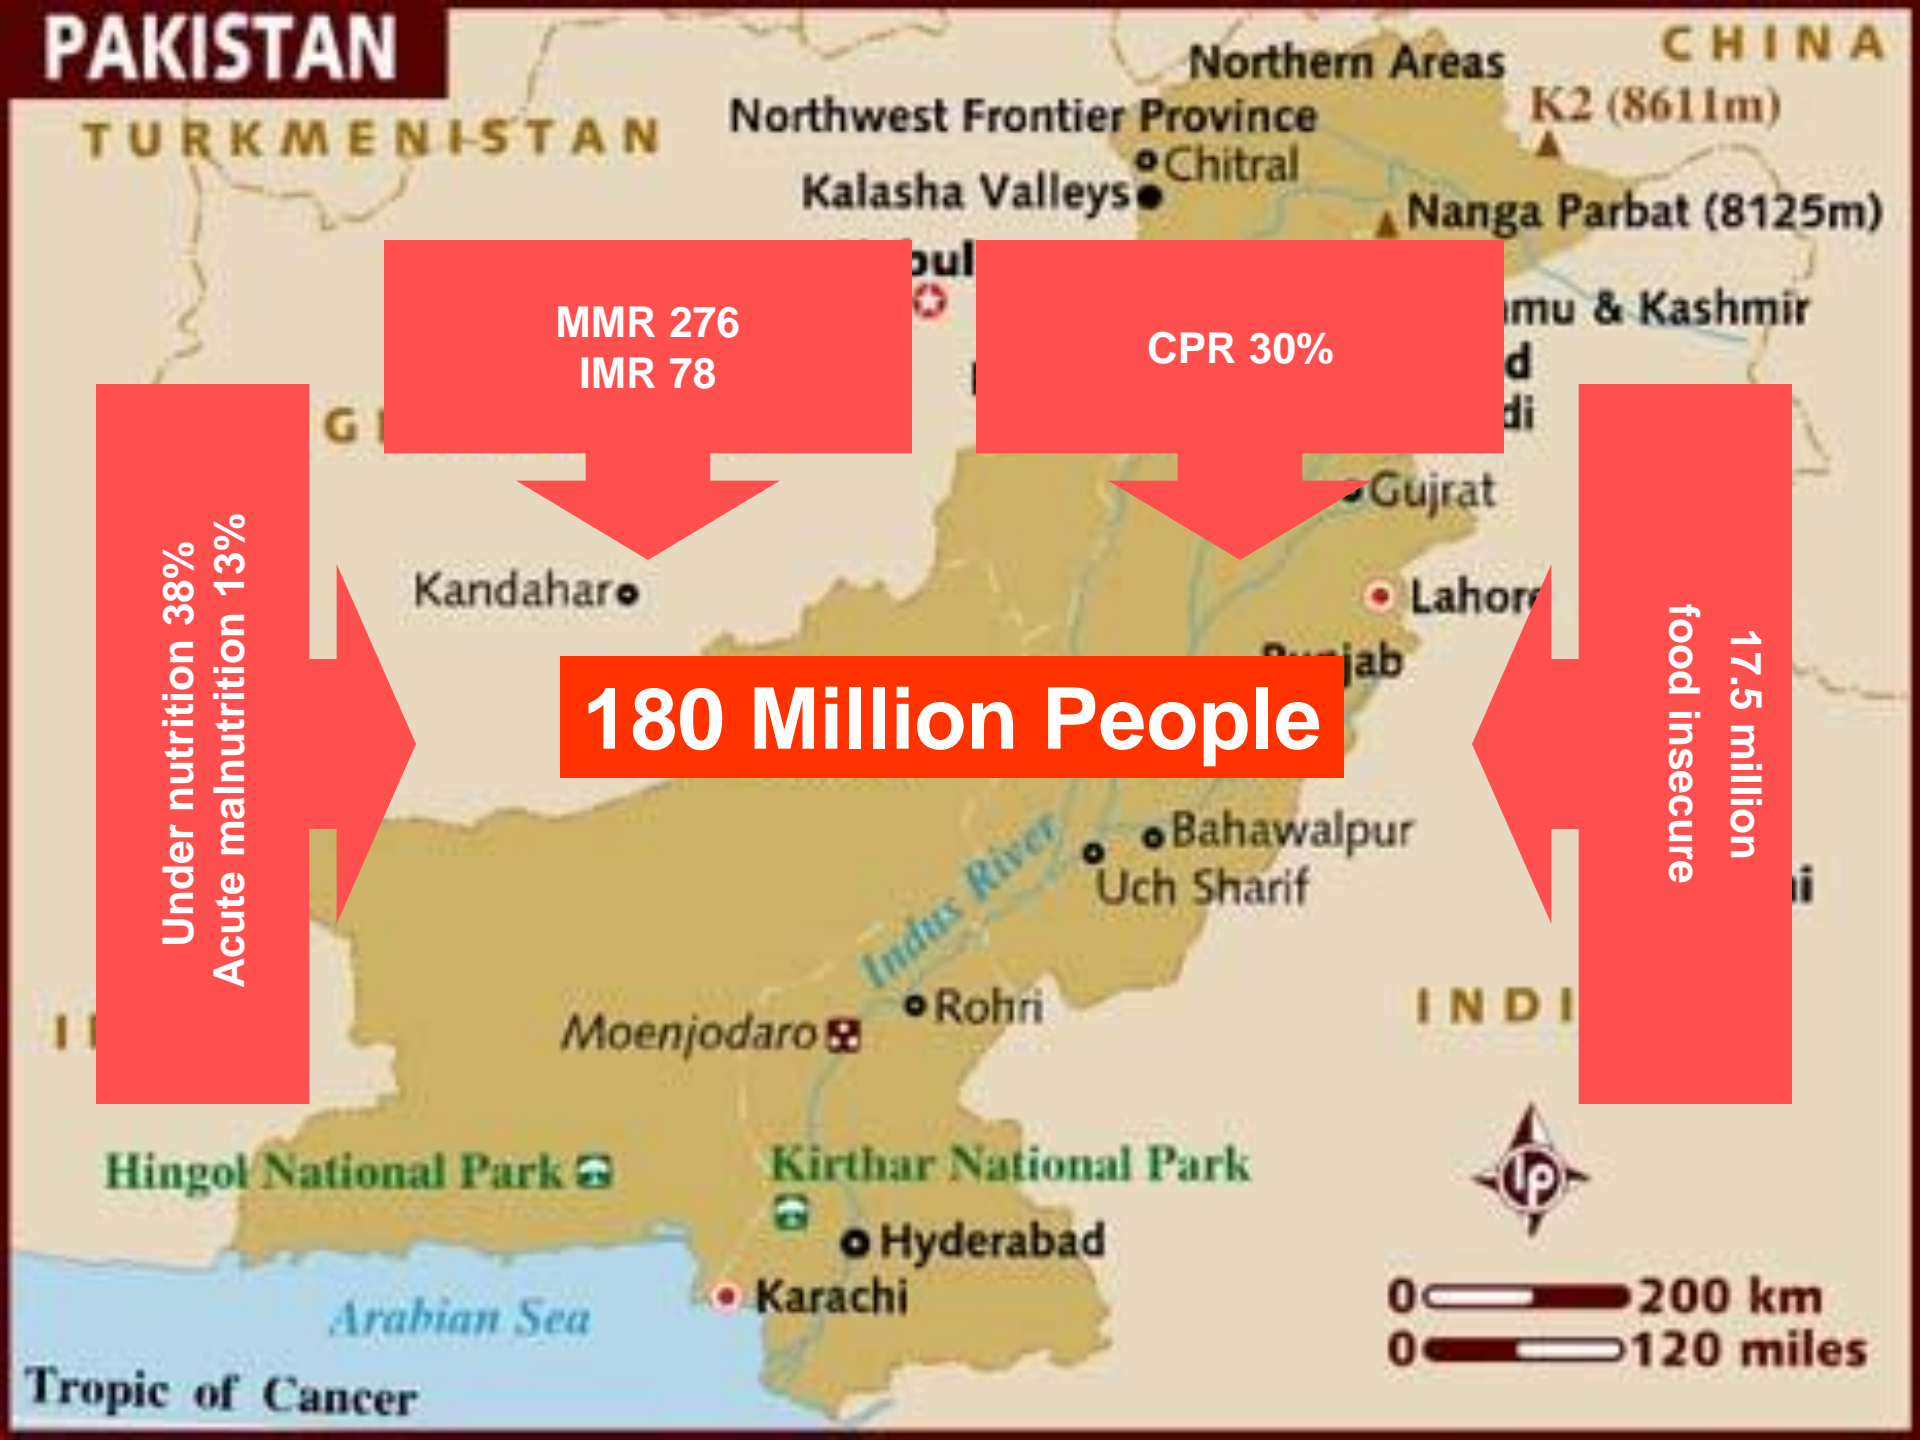 PAKISTAN
CHINA
Northern Areas
K2 (8611m)
Northwest Frontier Province
TURKMENISTAN
Chitral
Kalasha Valleys
Nanga Parbat (8125m)
& Kashmir
MMR 276
IMR 78
CPR 30%
Gujrat
Kandahar
Lahore
Under nutrition 38%
Acute malnutrition 13%
17.5 million
food insecure
180 Million People
Bahawalpur
Uch Sharif
Indus River
Rohri
Moenjodaro
Hingol National Park
Kirthar National Park
lp
Hyderabad
Karachi
0 200 km
0 120 miles
Arabian Sea
Tropic of Cancer